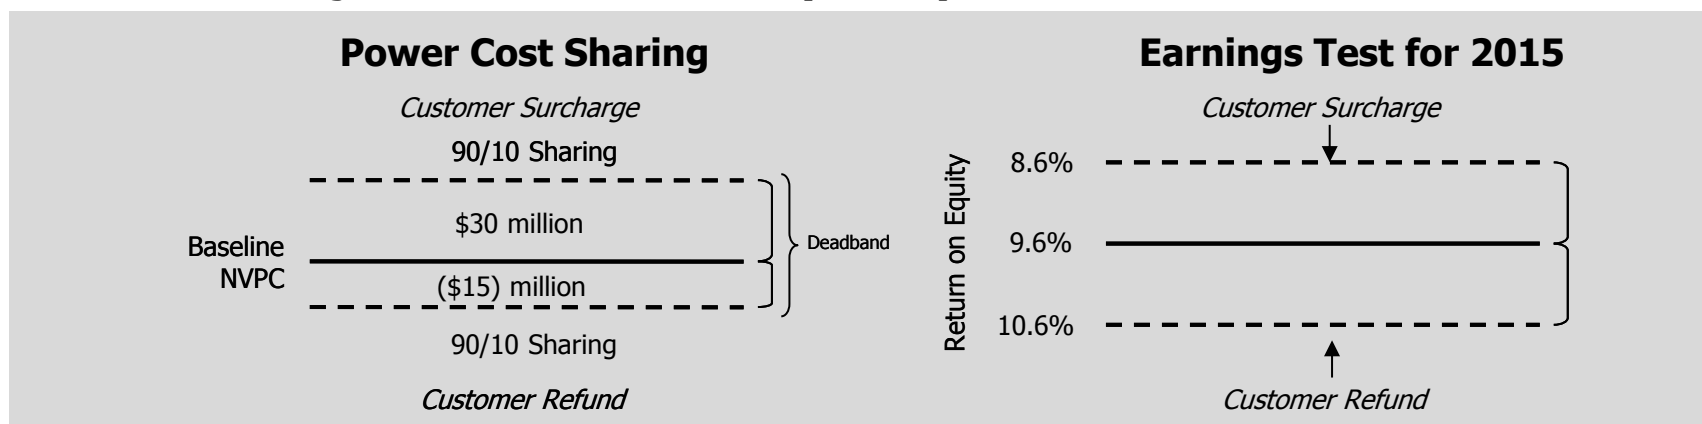 Power Cost Sharing
Customer Surcharge
90/10 Sharing
$30 million
Baseline
NVPC
Deadband
($15) million
90/10 Sharing
Customer Refund
Earnings Test for 2015
Customer Surcharge
Return on Equity
8.6%
9.6%
10.6%
Customer Refund